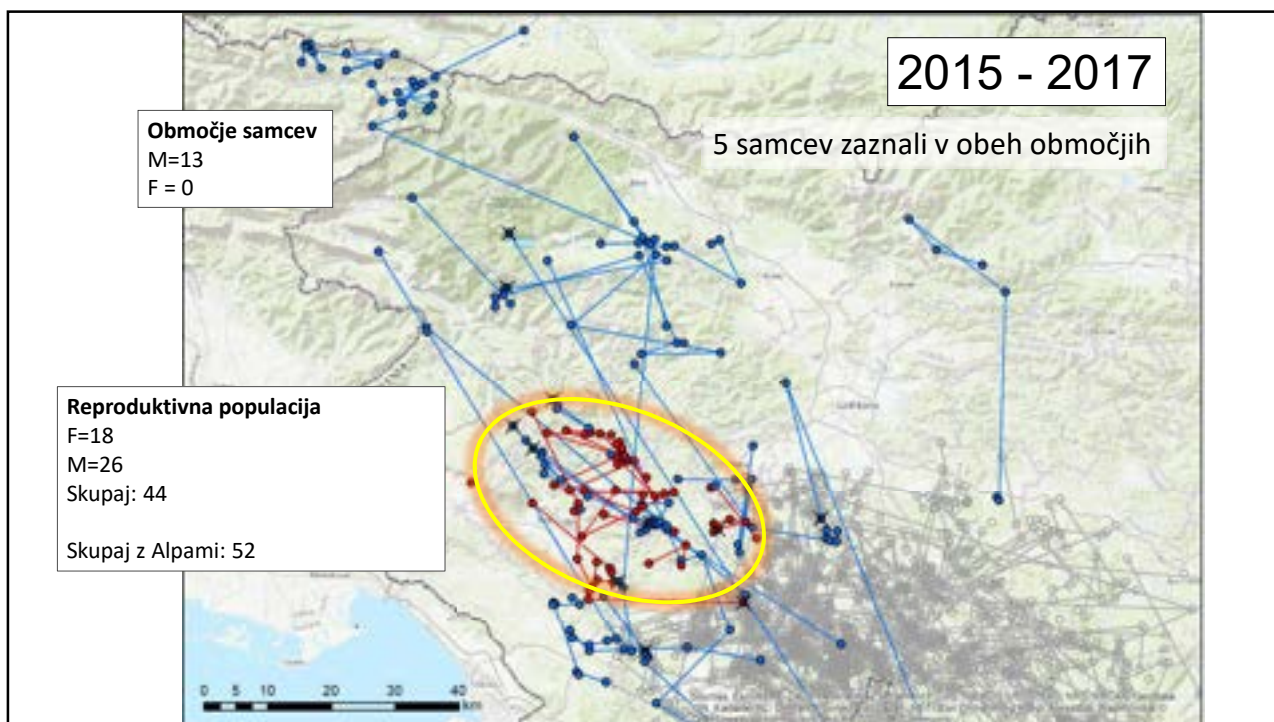 2015 - 2017
5 samcev zaznali v obeh območjih
Območje samcev
M=13
F = 0
Reproduktivna populacija
F=18
M=26
Skupaj: 44
Skupaj z Alpami: 52
0 5 10 20 30 40
km